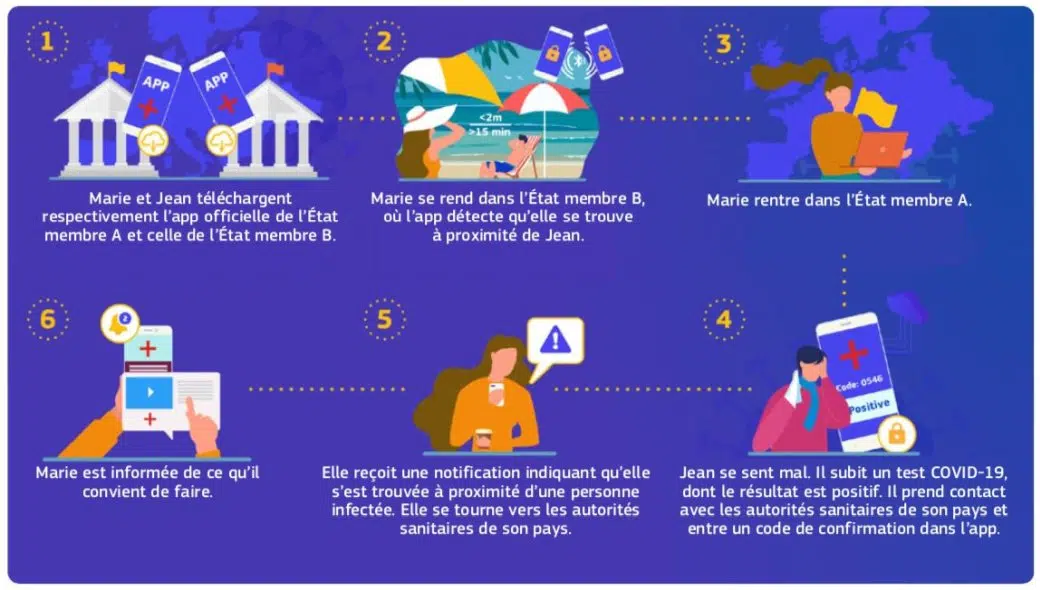 1
APP
APP
Marie et Jean téléchargent
respectivement l'app officielle de l'État
membre A et celle de l'État membre B.
2
<2m
>15 min
Marie se rend dans l'État membre B,
où l'app détecte qu'elle se trouve
à proximité de Jean.
3
Marie rentre dans l'État membre A.
4
Code: 0546
Positive
Jean se sent mal. Il subit un test COVID-19,
dont le résultat est positif. Il prend contact
avec les autorités sanitaires de son pays et
entre un code de confirmation dans l'app.
5
Elle reçoit une notification indiquant qu'elle
s'est trouvée à proximité d'une personne
infectée. Elle se tourne vers les autorités
sanitaires de son pays.
6
2
Marie est informée de ce qu'il
convient de faire.